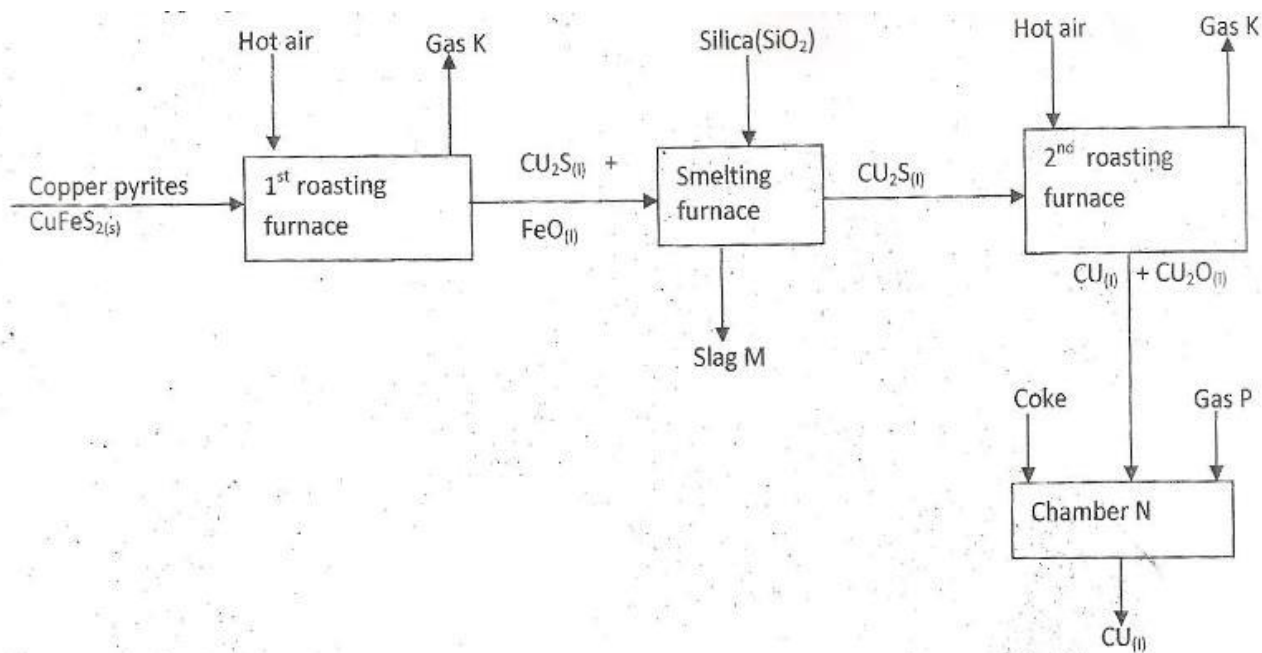 Hot air
Gas K
Silica(SiO₂)
Hot air
Gas K
Copper pyrites
CuFeS₂₍ₛ₎
1ˢᵗ roasting
furnace
CU₂S₍ₗ₎ +
FeO₍ₗ₎
Smelting
furnace
CU₂S₍ₗ₎
2ⁿᵈ roasting
furnace
CU₍ₗ₎ + CU₂O₍ₗ₎
Slag M
Coke
Gas P
Chamber N
CU₍ₗ₎